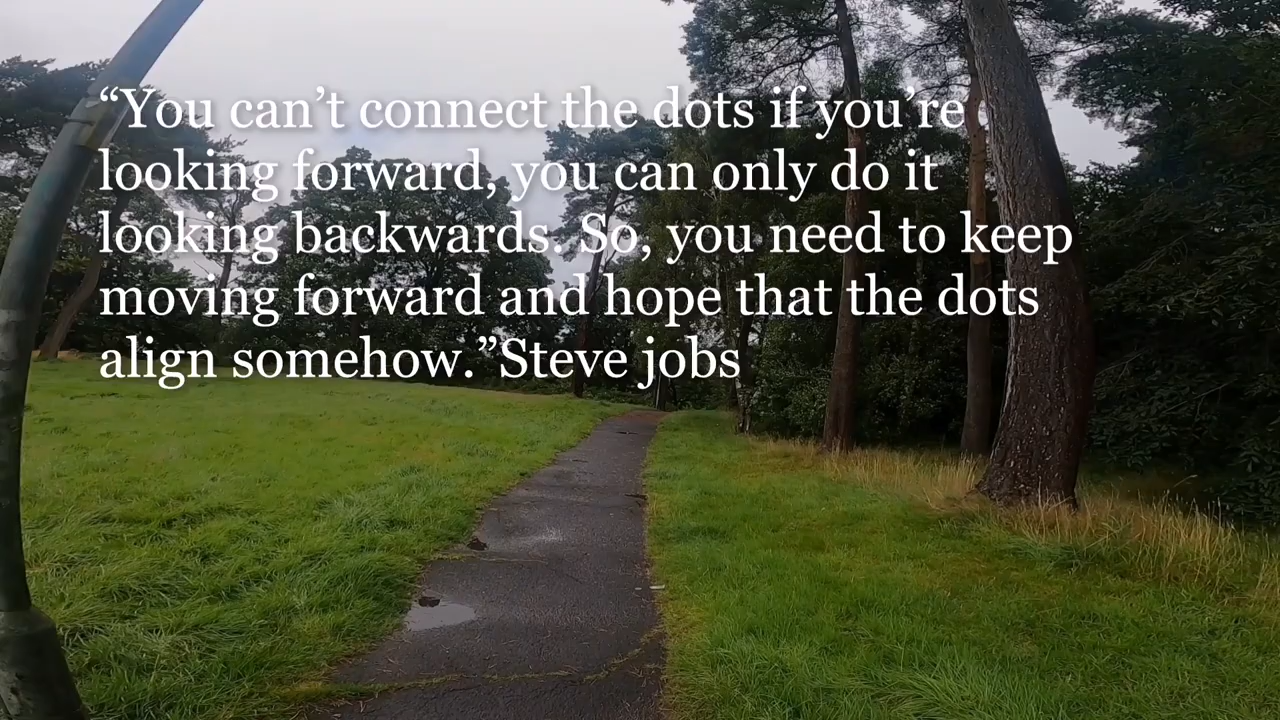 “You can’t connect the dots if you’re
looking forward, you can only do it
looking backwards. So, you need to keep
moving forward and hope that the dots
align somehow.”Steve jobs